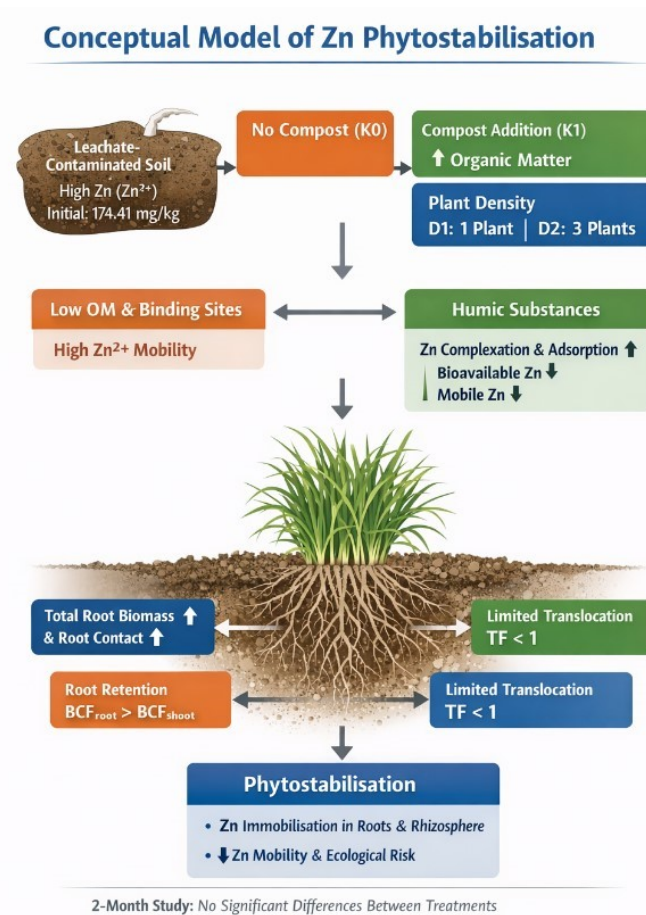 Conceptual Model of Zn Phytostabilisation
Leachate-
Contaminated Soil
High Zn (Zn²⁺)
Initial: 174.41 mg/kg
No Compost (K0)
Compost Addition (K1)
↑ Organic Matter
Plant Density
D1: 1 Plant | D2: 3 Plants
Low OM & Binding Sites
High Zn²⁺ Mobility
Humic Substances
Zn Complexation & Adsorption ↑
Bioavailable Zn ↓
Mobile Zn ↓
Total Root Biomass ↑
& Root Contact ↑
Limited Translocation
TF < 1
Root Retention
BCFroot > BCFshoot
Limited Translocation
TF < 1
Phytostabilisation
• Zn Immobilisation in Roots & Rhizosphere
• ↓ Zn Mobility & Ecological Risk
2-Month Study: No Significant Differences Between Treatments